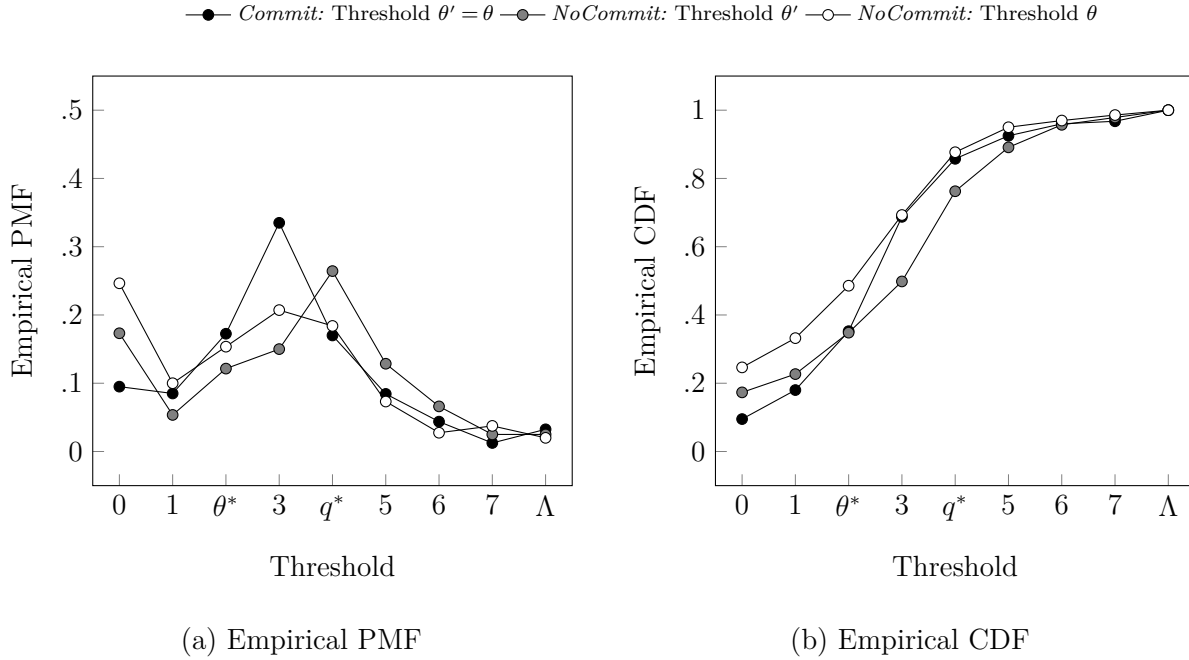 Commit: Threshold θ′ = θ NoCommit: Threshold θ′ NoCommit: Threshold θ
Empirical PMF
.5
.4
.3
.2
.1
0
0 1 θ* 3 q* 5 6 7 Λ
Threshold
(a) Empirical PMF
Empirical CDF
1
.8
.6
.4
0.2
0
0 1 θ* 3 q* 5 6 7 Λ
Threshold
(b) Empirical CDF